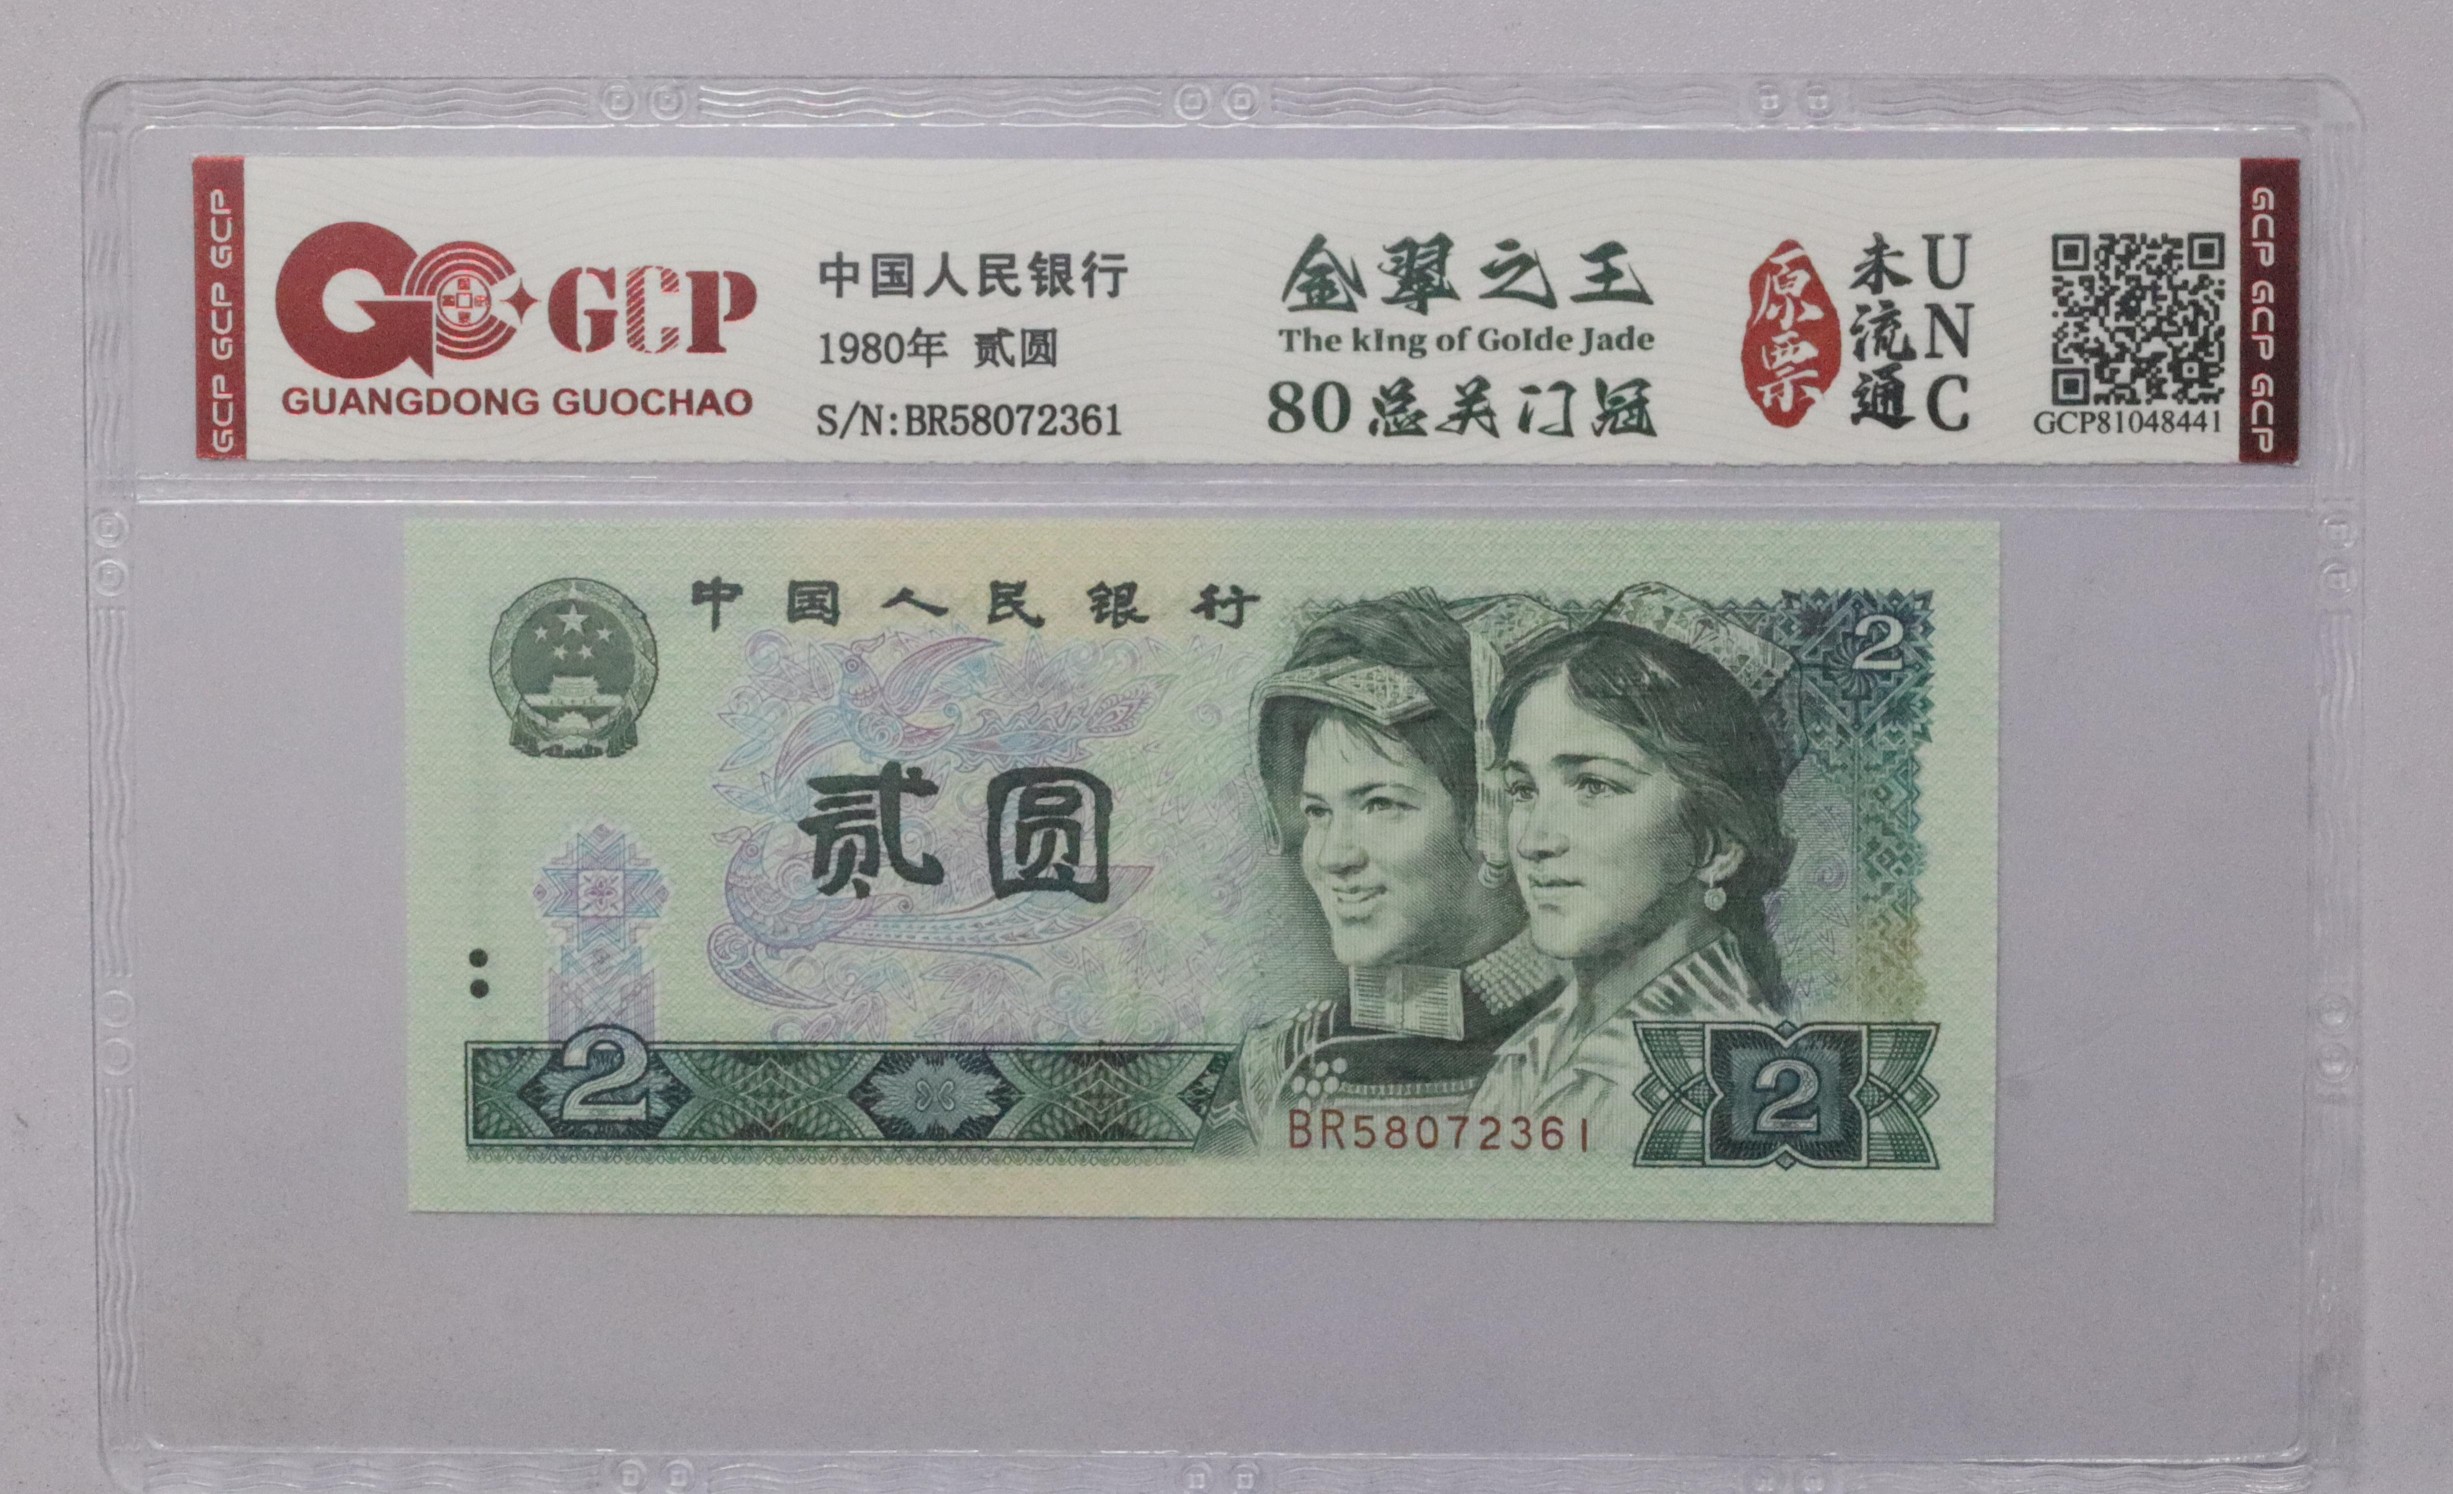 GCP GCP GCP
GCP
GUANGDONG GUOCHAO
中国人民银行
1980年 贰圆
S/N:BR58072361
金翠之王
The kIng of Golde Jade
80总关门冠
原票
未流通
UNC
GCP81048441
GCP GCP GCP
中国人民银行
2
贰圆
2
BR58072361
2